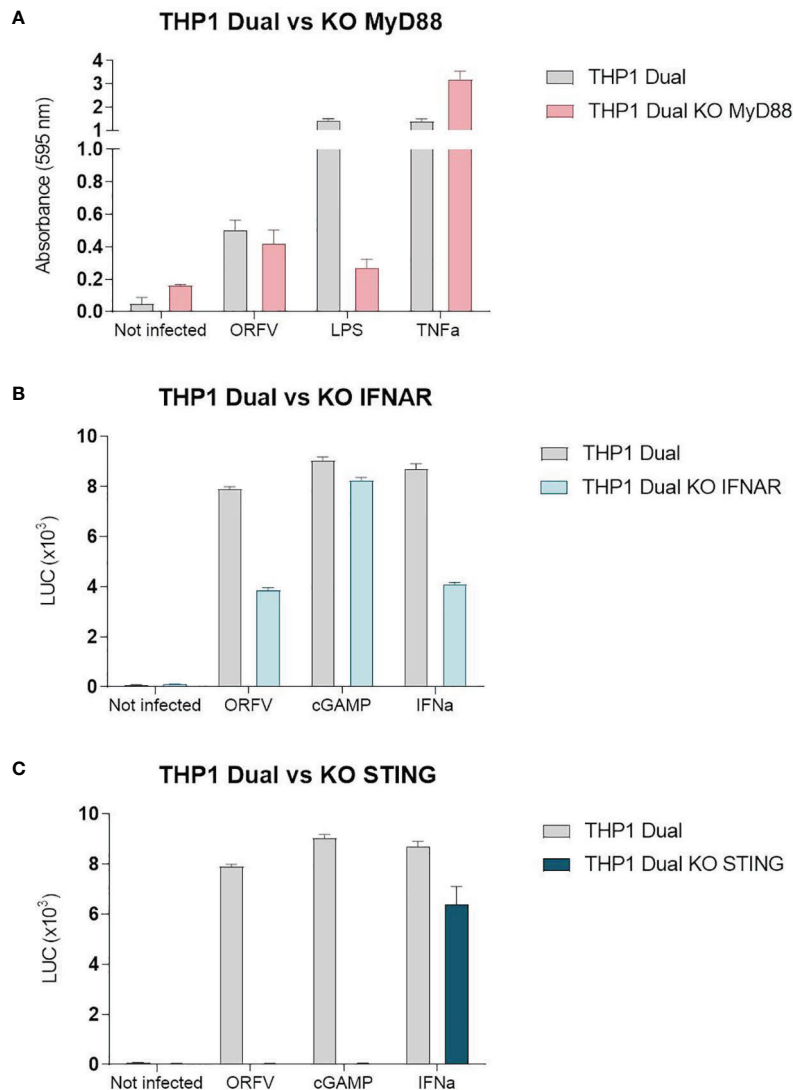 A
THP1 Dual vs KO MyD88
4
3
2
1
1.0
0.8
0.6
0.4
0.2
0.0
Absorbance (595 nm)
Not infected ORFV LPS TNFa
THP1 Dual
THP1 Dual KO MyD88
B
THP1 Dual vs KO IFNAR
10
8
6
4
2
0
LUC (x10³)
Not infected ORFV cGAMP IFNa
THP1 Dual
THP1 Dual KO IFNAR
C
THP1 Dual vs KO STING
10
8
6
4
2
0
LUC (x10³)
Not infected ORFV cGAMP IFNa
THP1 Dual
THP1 Dual KO STING